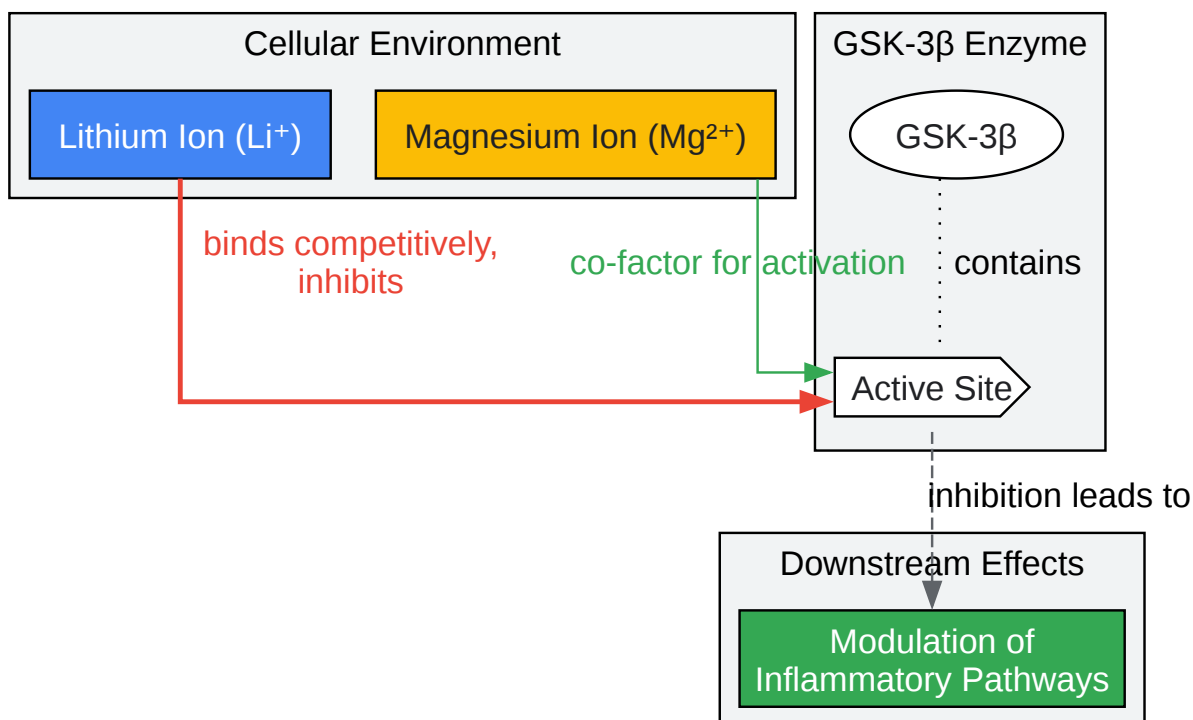 Cellular Environment
GSK-3β Enzyme
Lithium Ion (Li⁺)
Magnesium Ion (Mg²⁺)
GSK-3β
binds competitively,
inhibits
co-factor for activation
contains
Active Site
inhibition leads to
Downstream Effects
Modulation of
Inflammatory Pathways